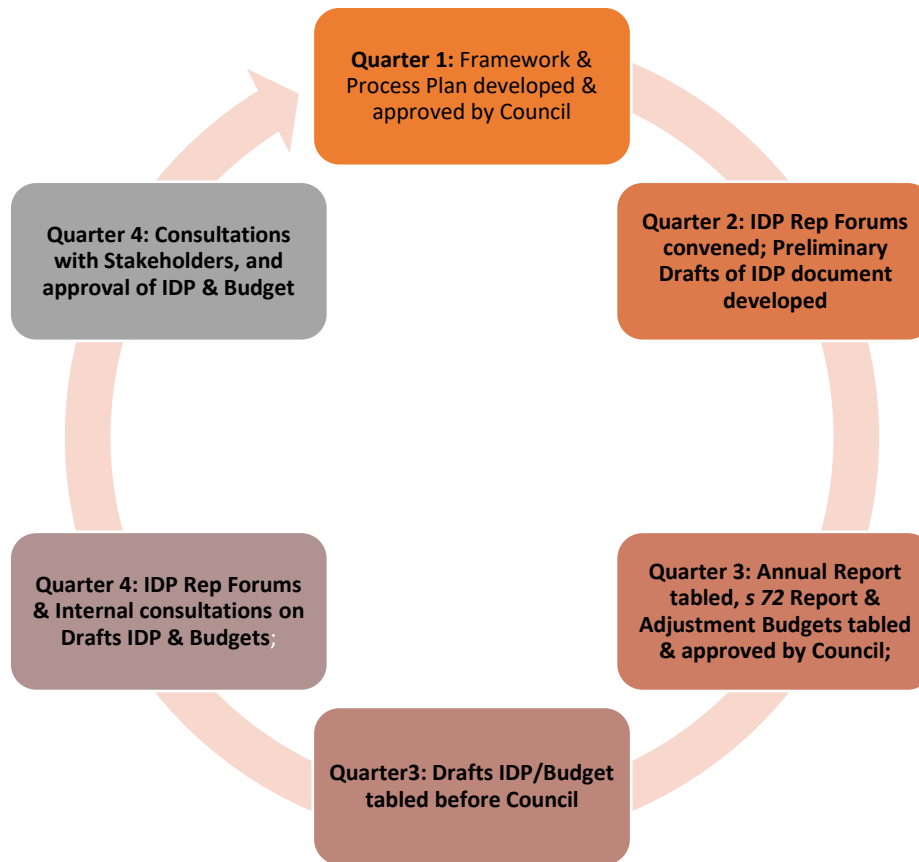 Quarter 1: Framework &
Process Plan developed &
approved by Council
Quarter 2: IDP Rep Forums
convened; Preliminary
Drafts of IDP document
developed
Quarter 3: Annual Report
tabled, s 72 Report &
Adjustment Budgets tabled
& approved by Council;
Quarter3: Drafts IDP/Budget
tabled before Council
Quarter 4: IDP Rep Forums
& Internal consultations on
Drafts IDP & Budgets;
Quarter 4: Consultations
with Stakeholders, and
approval of IDP & Budget